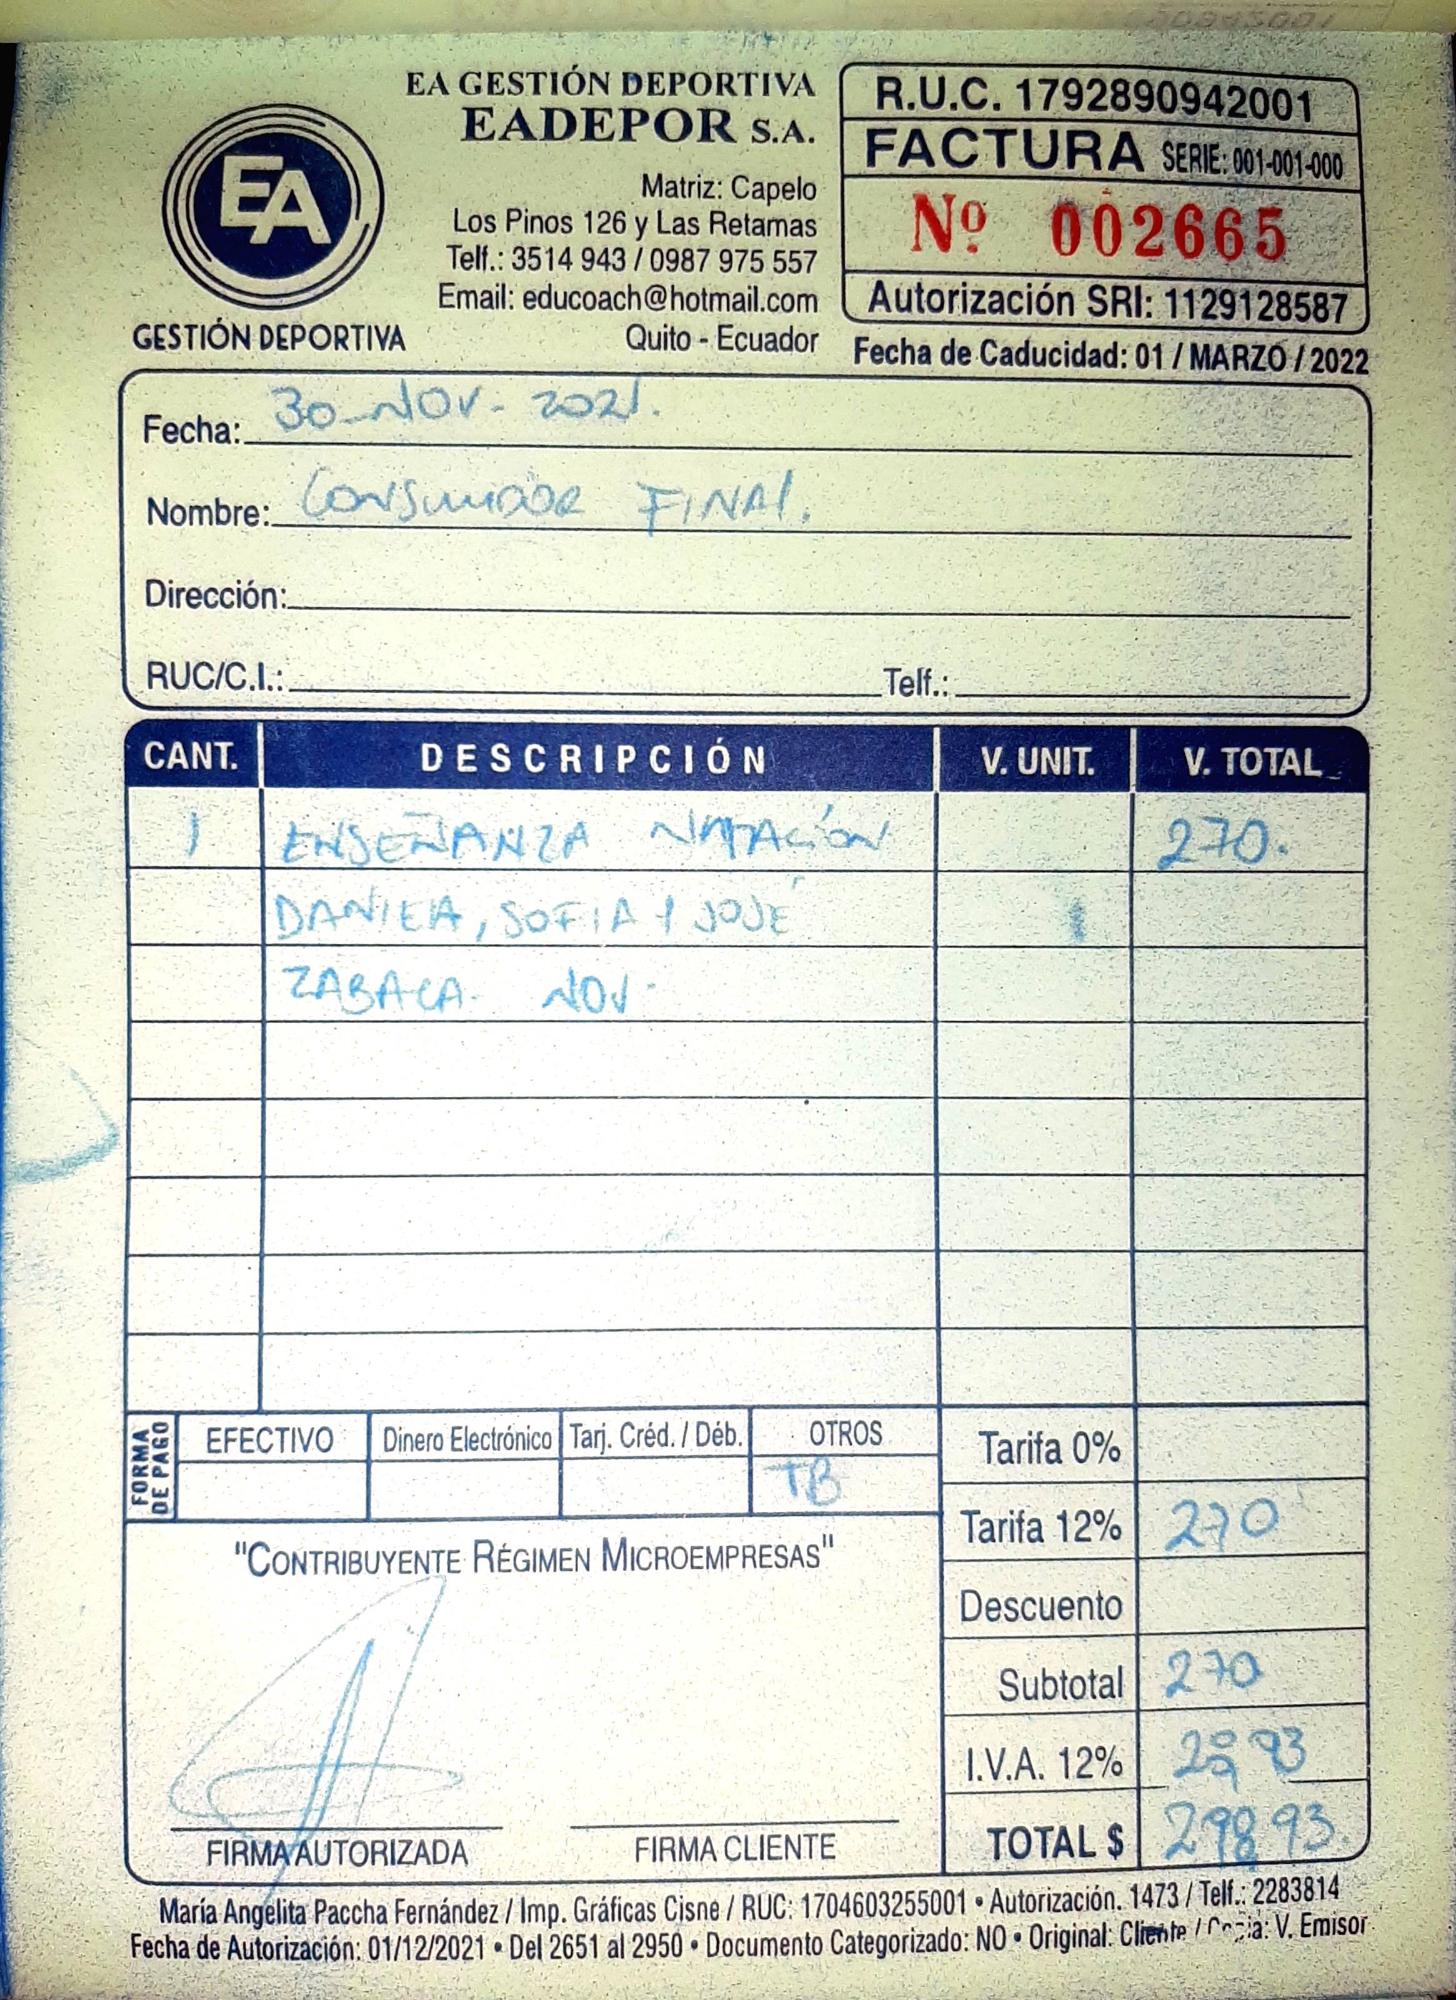 EA GESTIÓN DEPORTIVA
EADEPOR S.A.
EA
GESTIÓN DEPORTIVA
Matriz: Capelo
Los Pinos 126 y Las Retamas
Telf.: 3514 943 / 0987 975 557
Email: educoach@hotmail.com
Quito - Ecuador
R.U.C. 1792890942001
FACTURA SERIE: 001-001-000
Nº 002665
Autorización SRI: 1129128587
Fecha de Caducidad: 01 / MARZO / 2022
Fecha: 30-NOV-2021.
Nombre: CONSUMIDOR FINAL.
Dirección:
RUC/C.I.: Telf.:
CANT. DESCRIPCIÓN V. UNIT. V. TOTAL
1 ENSEÑANZA NATACIÓN 270.
DANIELA, SOFIA Y JOSÉ
ZABALA. NOV.
FORMA DE PAGO EFECTIVO Dinero Electrónico Tarj. Créd. / Déb. OTROS
TB
Tarifa 0%
Tarifa 12% 270
Descuento
Subtotal 270
I.V.A. 12% 28 93
TOTAL $ 298 93.
"CONTRIBUYENTE RÉGIMEN MICROEMPRESAS"
FIRMA AUTORIZADA FIRMA CLIENTE
María Angelita Paccha Fernández / Imp. Gráficas Cisne / RUC: 1704603255001 • Autorización. 1473 / Telf.: 2283814
Fecha de Autorización: 01/12/2021 • Del 2651 al 2950 • Documento Categorizado: NO • Original: Cliente / Copia: V. Emisor